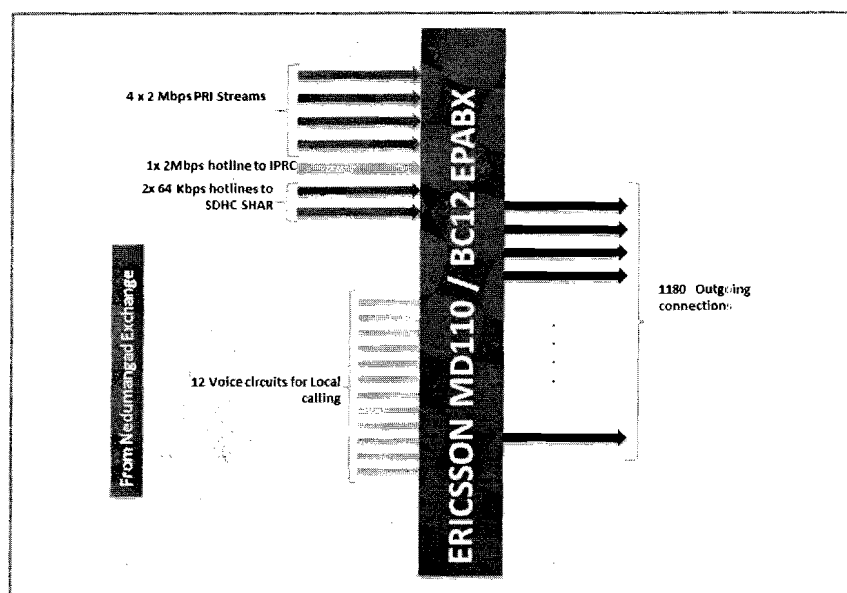 4 x 2 Mbps PRI Streams
1x 2Mbps hotline to IPRC
2x 64 Kbps hotlines to
SDHC SHAR
From Nedumangad Exchange
12 Voice circuits for Local
calling
ERICSSON MD110 / BC12 EPABX
1180 Outgoing
connections